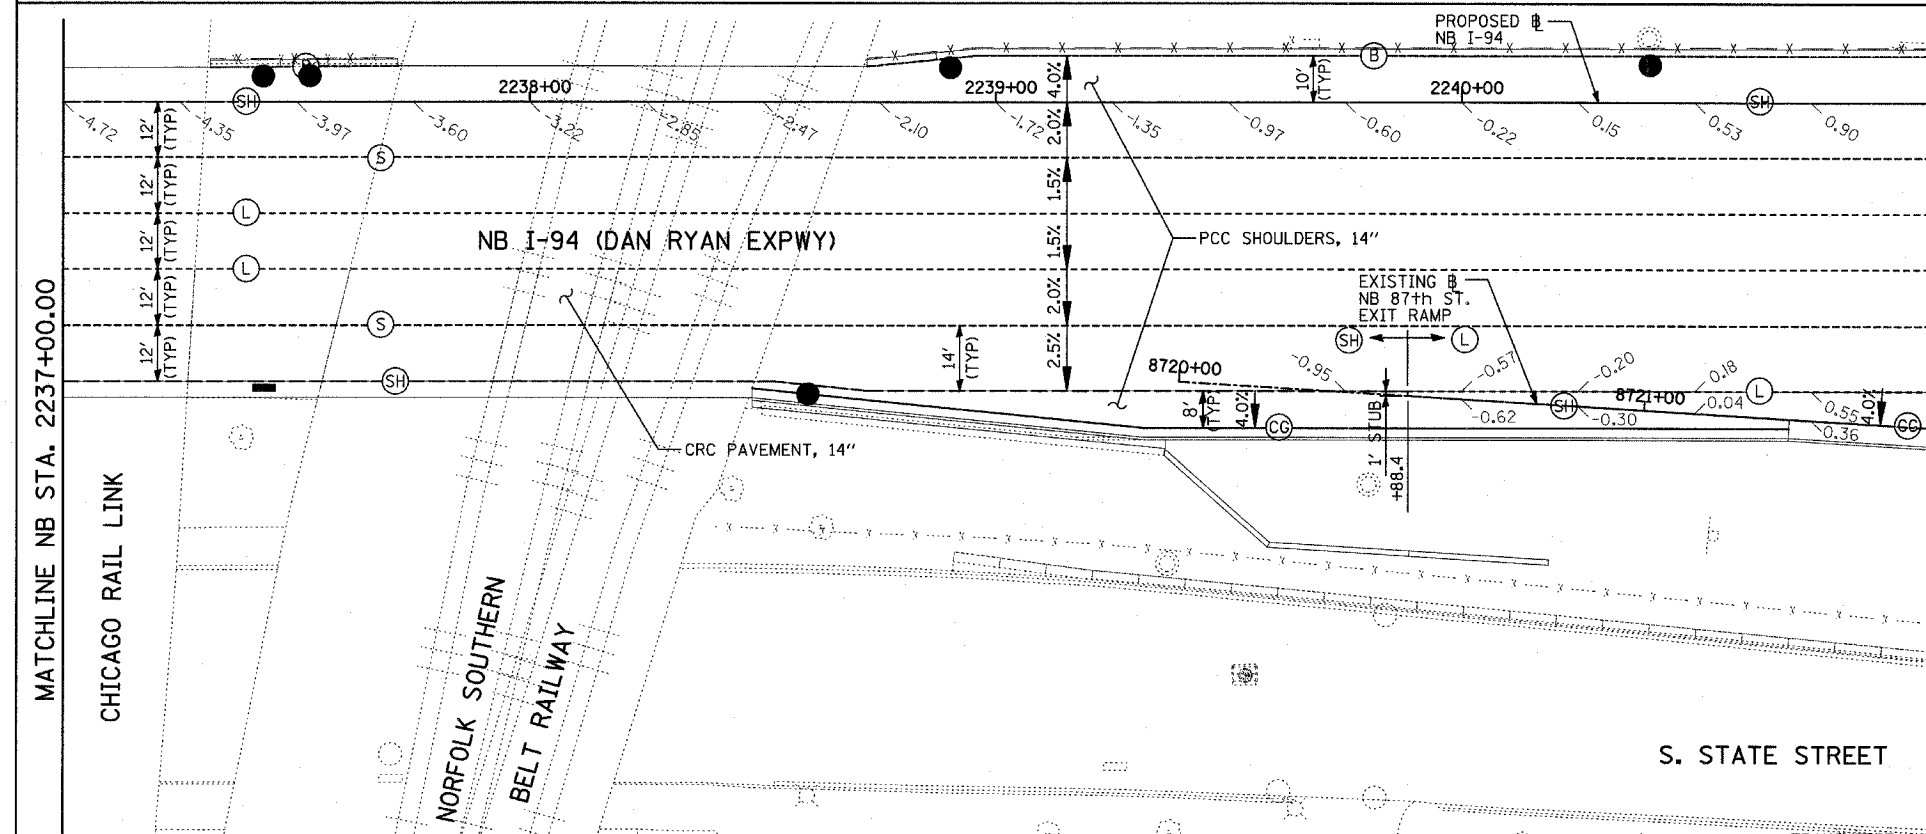 PROPOSED ℄
NB I-94
B
10'
(TYP)
4.0%
2238+00
2239+00
2240+00
SH
SH
-4.72
-4.35
-3.97
-3.60
-3.22
-2.85
-2.47
-2.10
-1.72
-1.35
-0.97
-0.60
-0.22
0.15
0.53
0.90
12'
(TYP)
2.0%
S
12'
(TYP)
1.5%
L
NB I-94 (DAN RYAN EXPWY)
PCC SHOULDERS, 14"
12'
(TYP)
1.5%
L
12'
(TYP)
2.0%
EXISTING ℄
NB 87th ST.
EXIT RAMP
S
SH
L
12'
(TYP)
14'
(TYP)
2.5%
8720+00
-0.95
-0.57
-0.20
0.18
SH
L
8'
(TYP)
4.0%
CG
1' STUB
+88.4
SH
8721+00
-0.62
-0.30
0.04
0.55
0.36
4.0%
CG
CRC PAVEMENT, 14"
MATCHLINE NB STA. 2237+00.00
CHICAGO RAIL LINK
NORFOLK SOUTHERN
BELT RAILWAY
S. STATE STREET